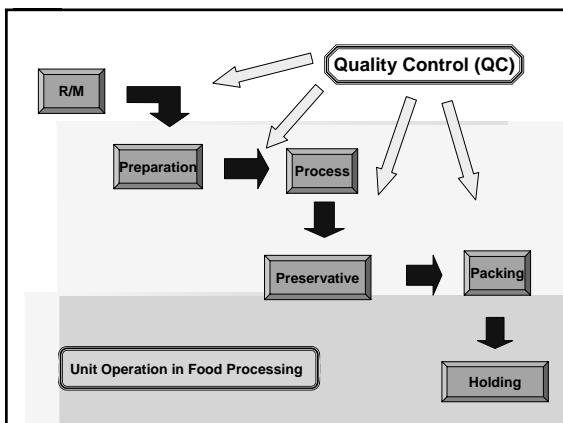 Quality Control (QC)
R/M
Preparation
Process
Preservative
Packing
Unit Operation in Food Processing
Holding